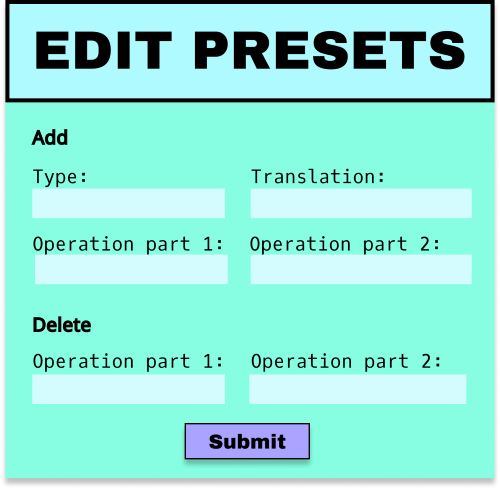 EDIT PRESETS
Add
Type: Translation:
Operation part 1: Operation part 2:
Delete
Operation part 1: Operation part 2:
Submit